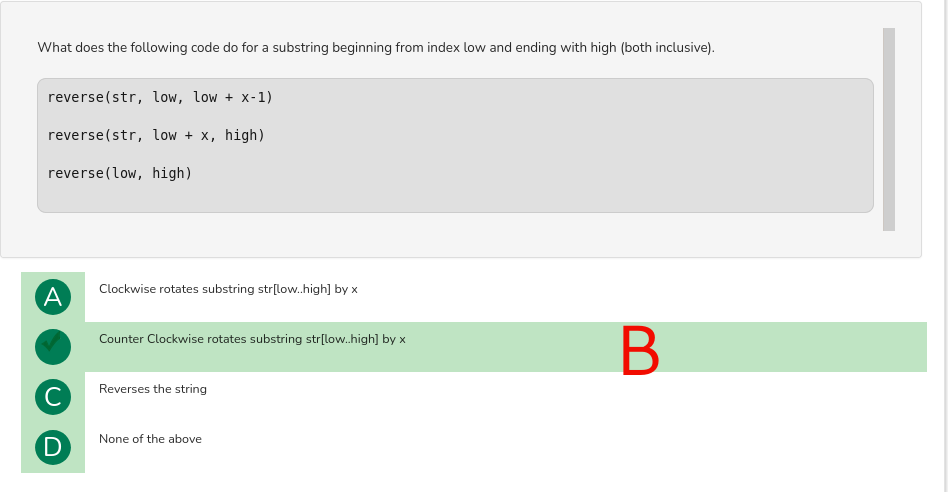 What does the following code do for a substring beginning from index low and ending with high (both inclusive).
reverse(str, low, low + x-1)
reverse(str, low + x, high)
reverse(low, high)
A Clockwise rotates substring str[low..high] by x
Counter Clockwise rotates substring str[low..high] by x B
C Reverses the string
D None of the above